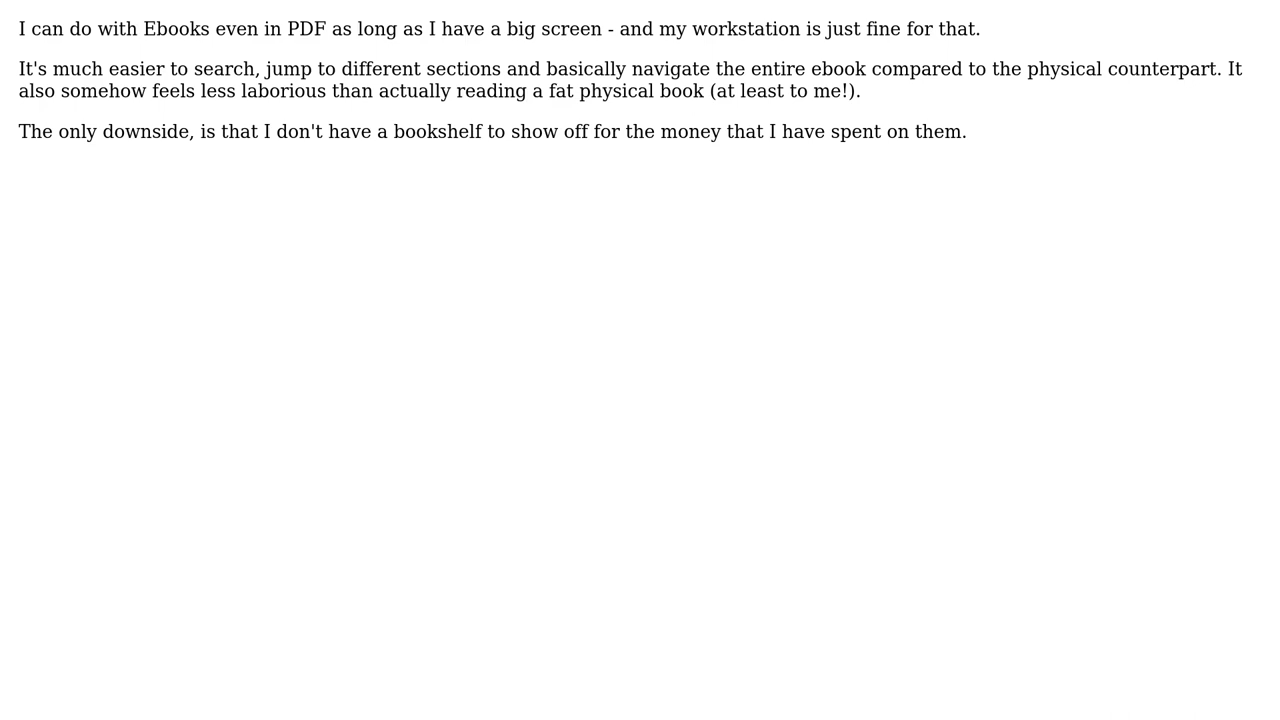 I can do with Ebooks even in PDF as long as I have a big screen - and my workstation is just fine for that.
It's much easier to search, jump to different sections and basically navigate the entire ebook compared to the physical counterpart. It
also somehow feels less laborious than actually reading a fat physical book (at least to me!).
The only downside, is that I don't have a bookshelf to show off for the money that I have spent on them.